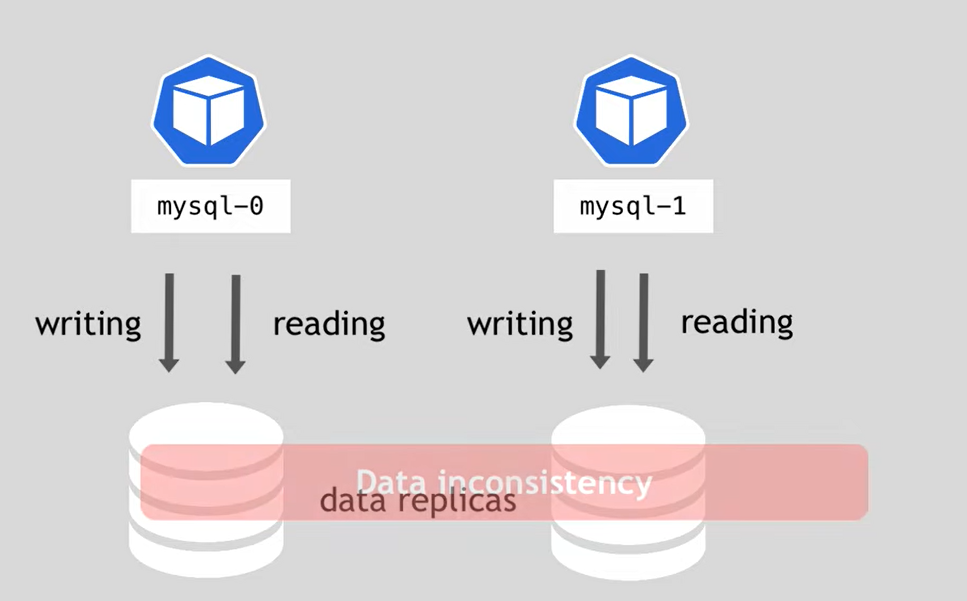 mysql-0
mysql-1
writing
reading
writing
reading
Data inconsistency
data replicas